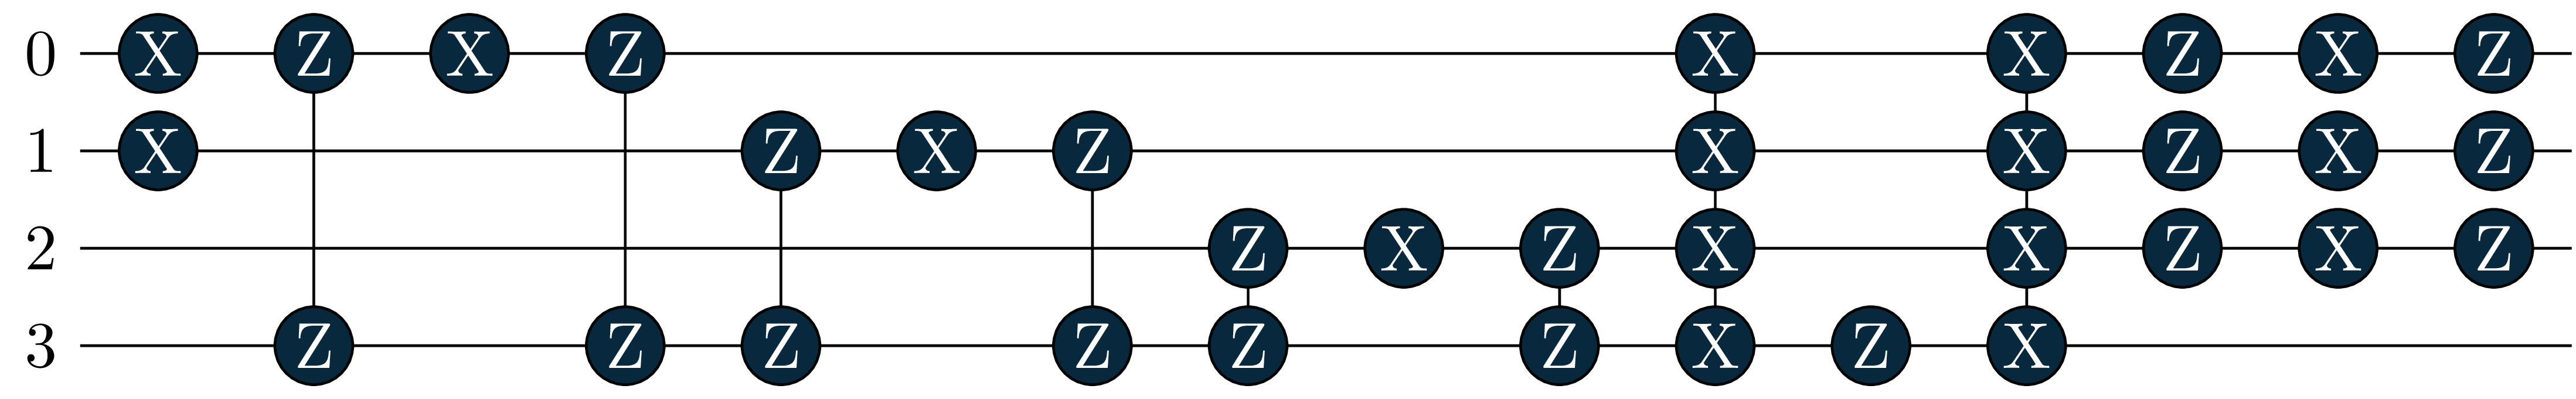 0 X Z X Z X X Z X Z
1 X Z X Z X X Z X Z
2 Z X Z X X Z X Z
3 Z Z Z Z Z Z X Z X